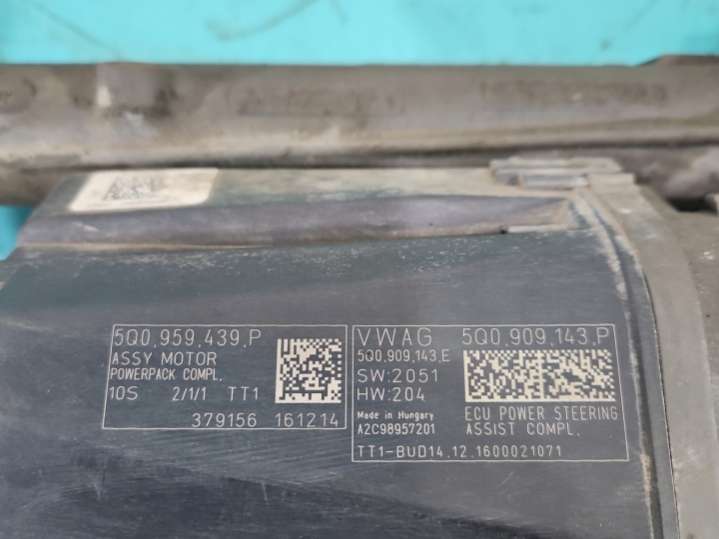 5Q0.959.439.P
ASSY MOTOR
POWERPACK COMPL.
10S 2/1/1 TT1
379156 161214
VWAG 5Q0.909.143.P
5Q0.909.143.E
SW:2051
HW:204
Made in Hungary
A2C98957201
ECU POWER STEERING
ASSIST COMPL.
TT1-BUD14.12.1600021071